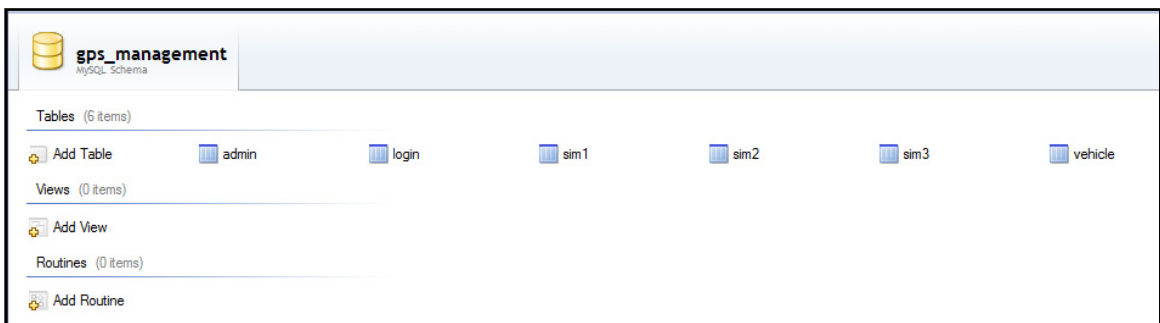 gps_management
MySQL Schema
Tables (6 items)
Add Table admin login sim1 sim2 sim3 vehicle
Views (0 items)
Add View
Routines (0 items)
Add Routine